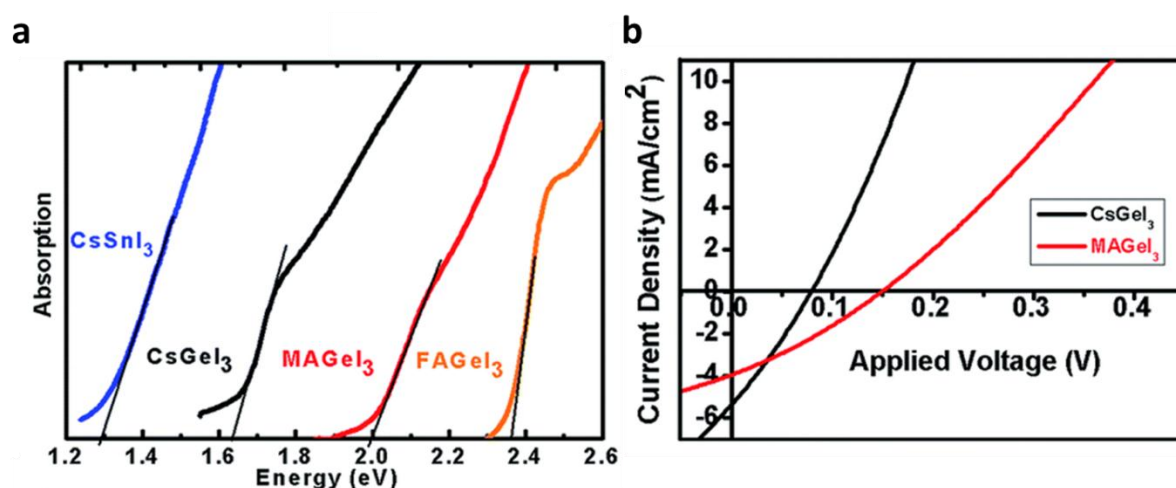 a
Absorption
CsSnI3
CsGeI3
MAGeI3
FAGeI3
1.2 1.4 1.6 1.8 2.0 2.2 2.4 2.6
Energy (eV)
b
Current Density (mA/cm²)
10
8
6
4
2
0
-2
-4
-6
0.0 0.1 0.2 0.3 0.4
Applied Voltage (V)
CsGeI3
MAGeI3